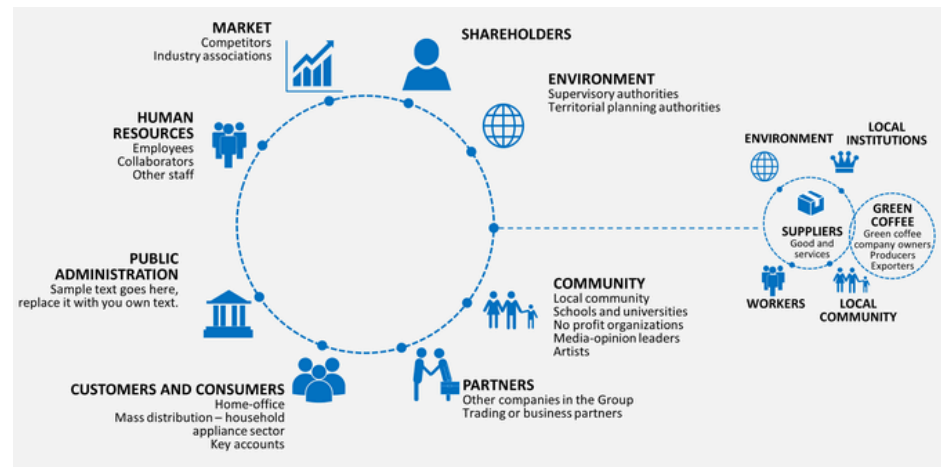 MARKET
Competitors
Industry associations
SHAREHOLDERS
ENVIRONMENT
Supervisory authorities
Territorial planning authorities
HUMAN
RESOURCES
Employees
Collaborators
Other staff
PUBLIC
ADMINISTRATION
Sample text goes here,
replace it with you own text.
CUSTOMERS AND CONSUMERS
Home-office
Mass distribution – household
appliance sector
Key accounts
PARTNERS
Other companies in the Group
Trading or business partners
COMMUNITY
Local community
Schools and universities
No profit organizations
Media-opinion leaders
Artists
ENVIRONMENT
LOCAL
INSTITUTIONS
SUPPLIERS
Good and
services
GREEN
COFFEE
Green coffee
company owners
Producers
Exporters
WORKERS
LOCAL
COMMUNITY